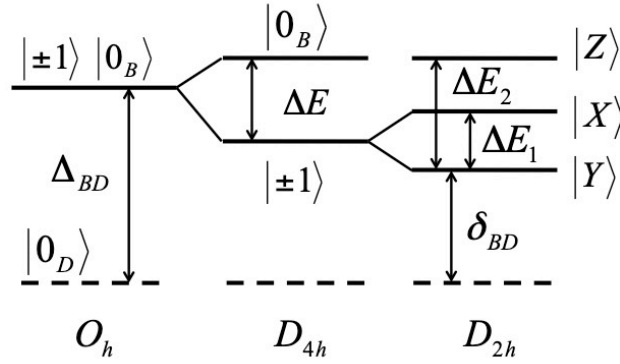 |±1⟩ |0_B⟩ |0_B⟩ |Z⟩
ΔE ΔE_2 |X⟩
ΔE_1
Δ_BD |±1⟩ |Y⟩
|0_D⟩ δ_BD
O_h D_4h D_2h